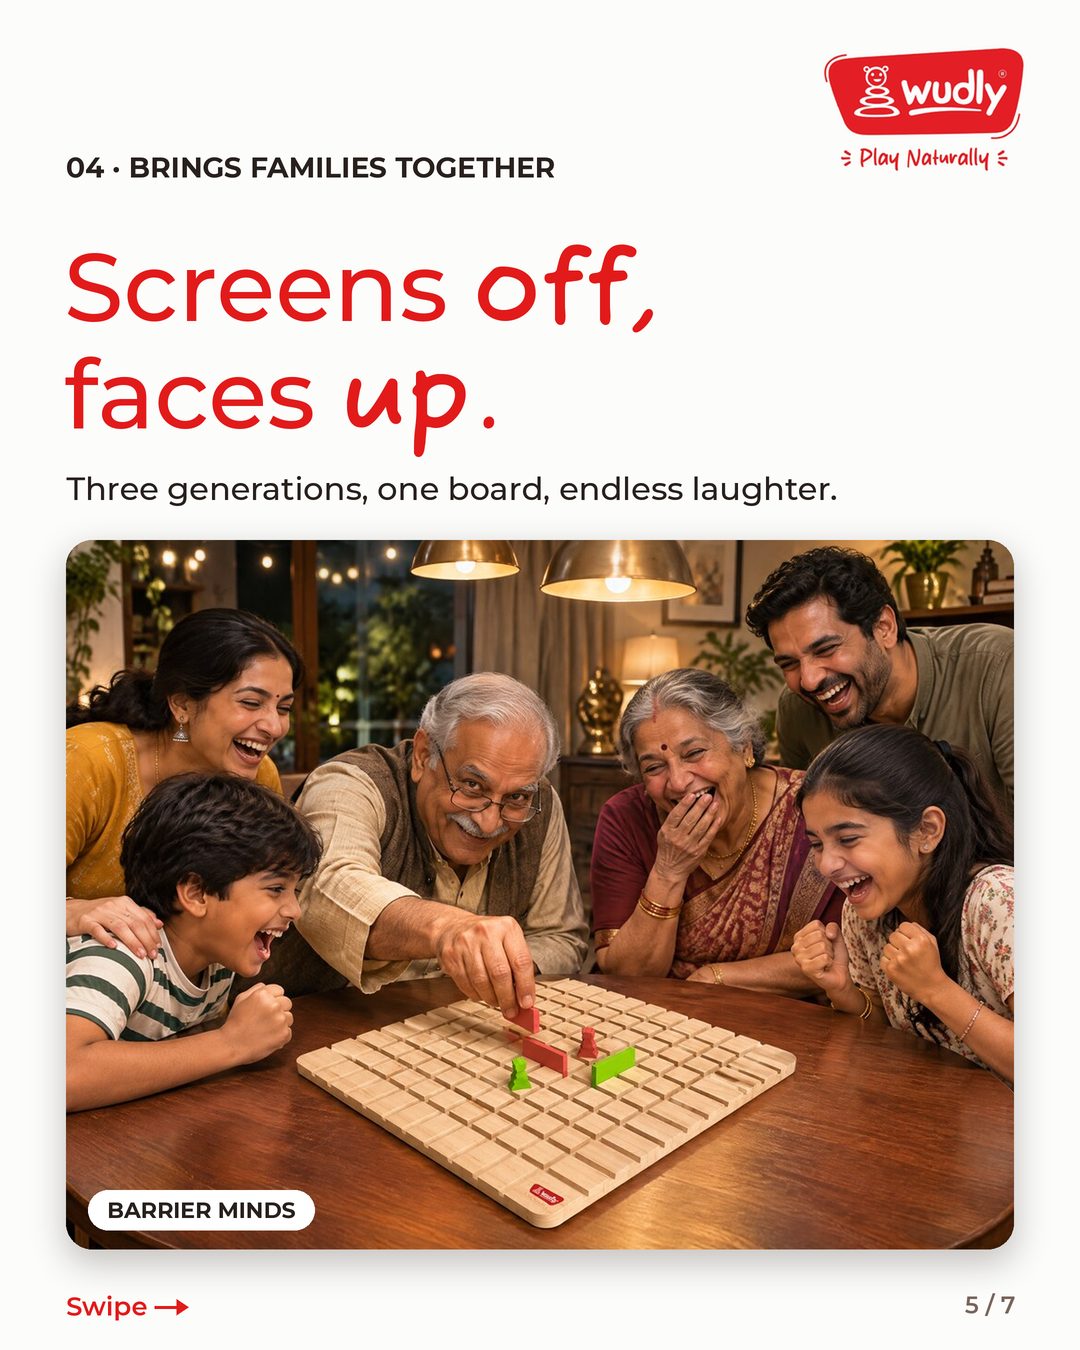 wudly
Play Naturally
04 · BRINGS FAMILIES TOGETHER
Screens off,
faces up.
Three generations, one board, endless laughter.
wudly
BARRIER MINDS
Swipe →
5 / 7